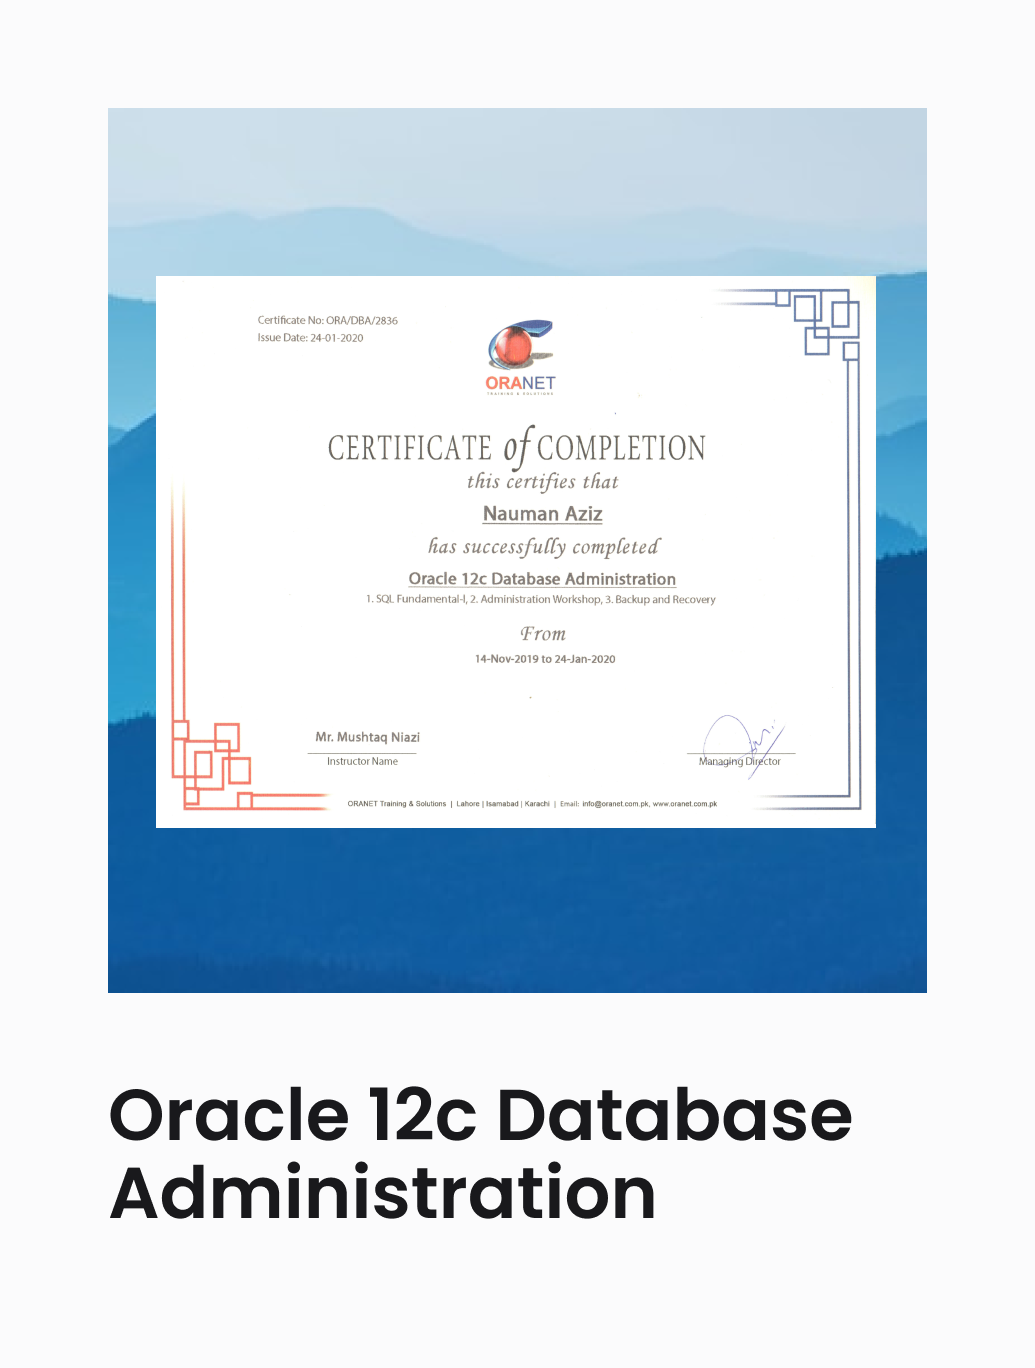 Certificate No: ORA/DBA/2836
Issue Date: 24-01-2020
ORANET
TRAINING & SOLUTIONS
CERTIFICATE of COMPLETION
this certifies that
Nauman Aziz
has successfully completed
Oracle 12c Database Administration
1. SQL Fundamental-I, 2. Administration Workshop, 3. Backup and Recovery
From
14-Nov-2019 to 24-Jan-2020
Mr. Mushtaq Niazi
Instructor Name
Managing Director
ORANET Training & Solutions | Lahore | Isamabad | Karachi | Email: info@oranet.com.pk, www.oranet.com.pk
Oracle 12c Database
Administration